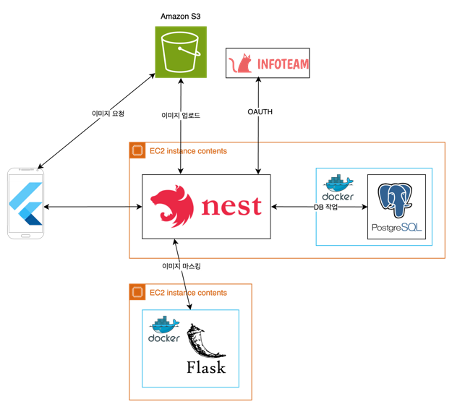 Amazon S3
INFOTEAM
이미지 요청
이미지 업로드
OAUTH
EC2 instance contents
nest
docker
DB 작업
PostgreSQL
이미지 마스킹
EC2 instance contents
docker
Flask